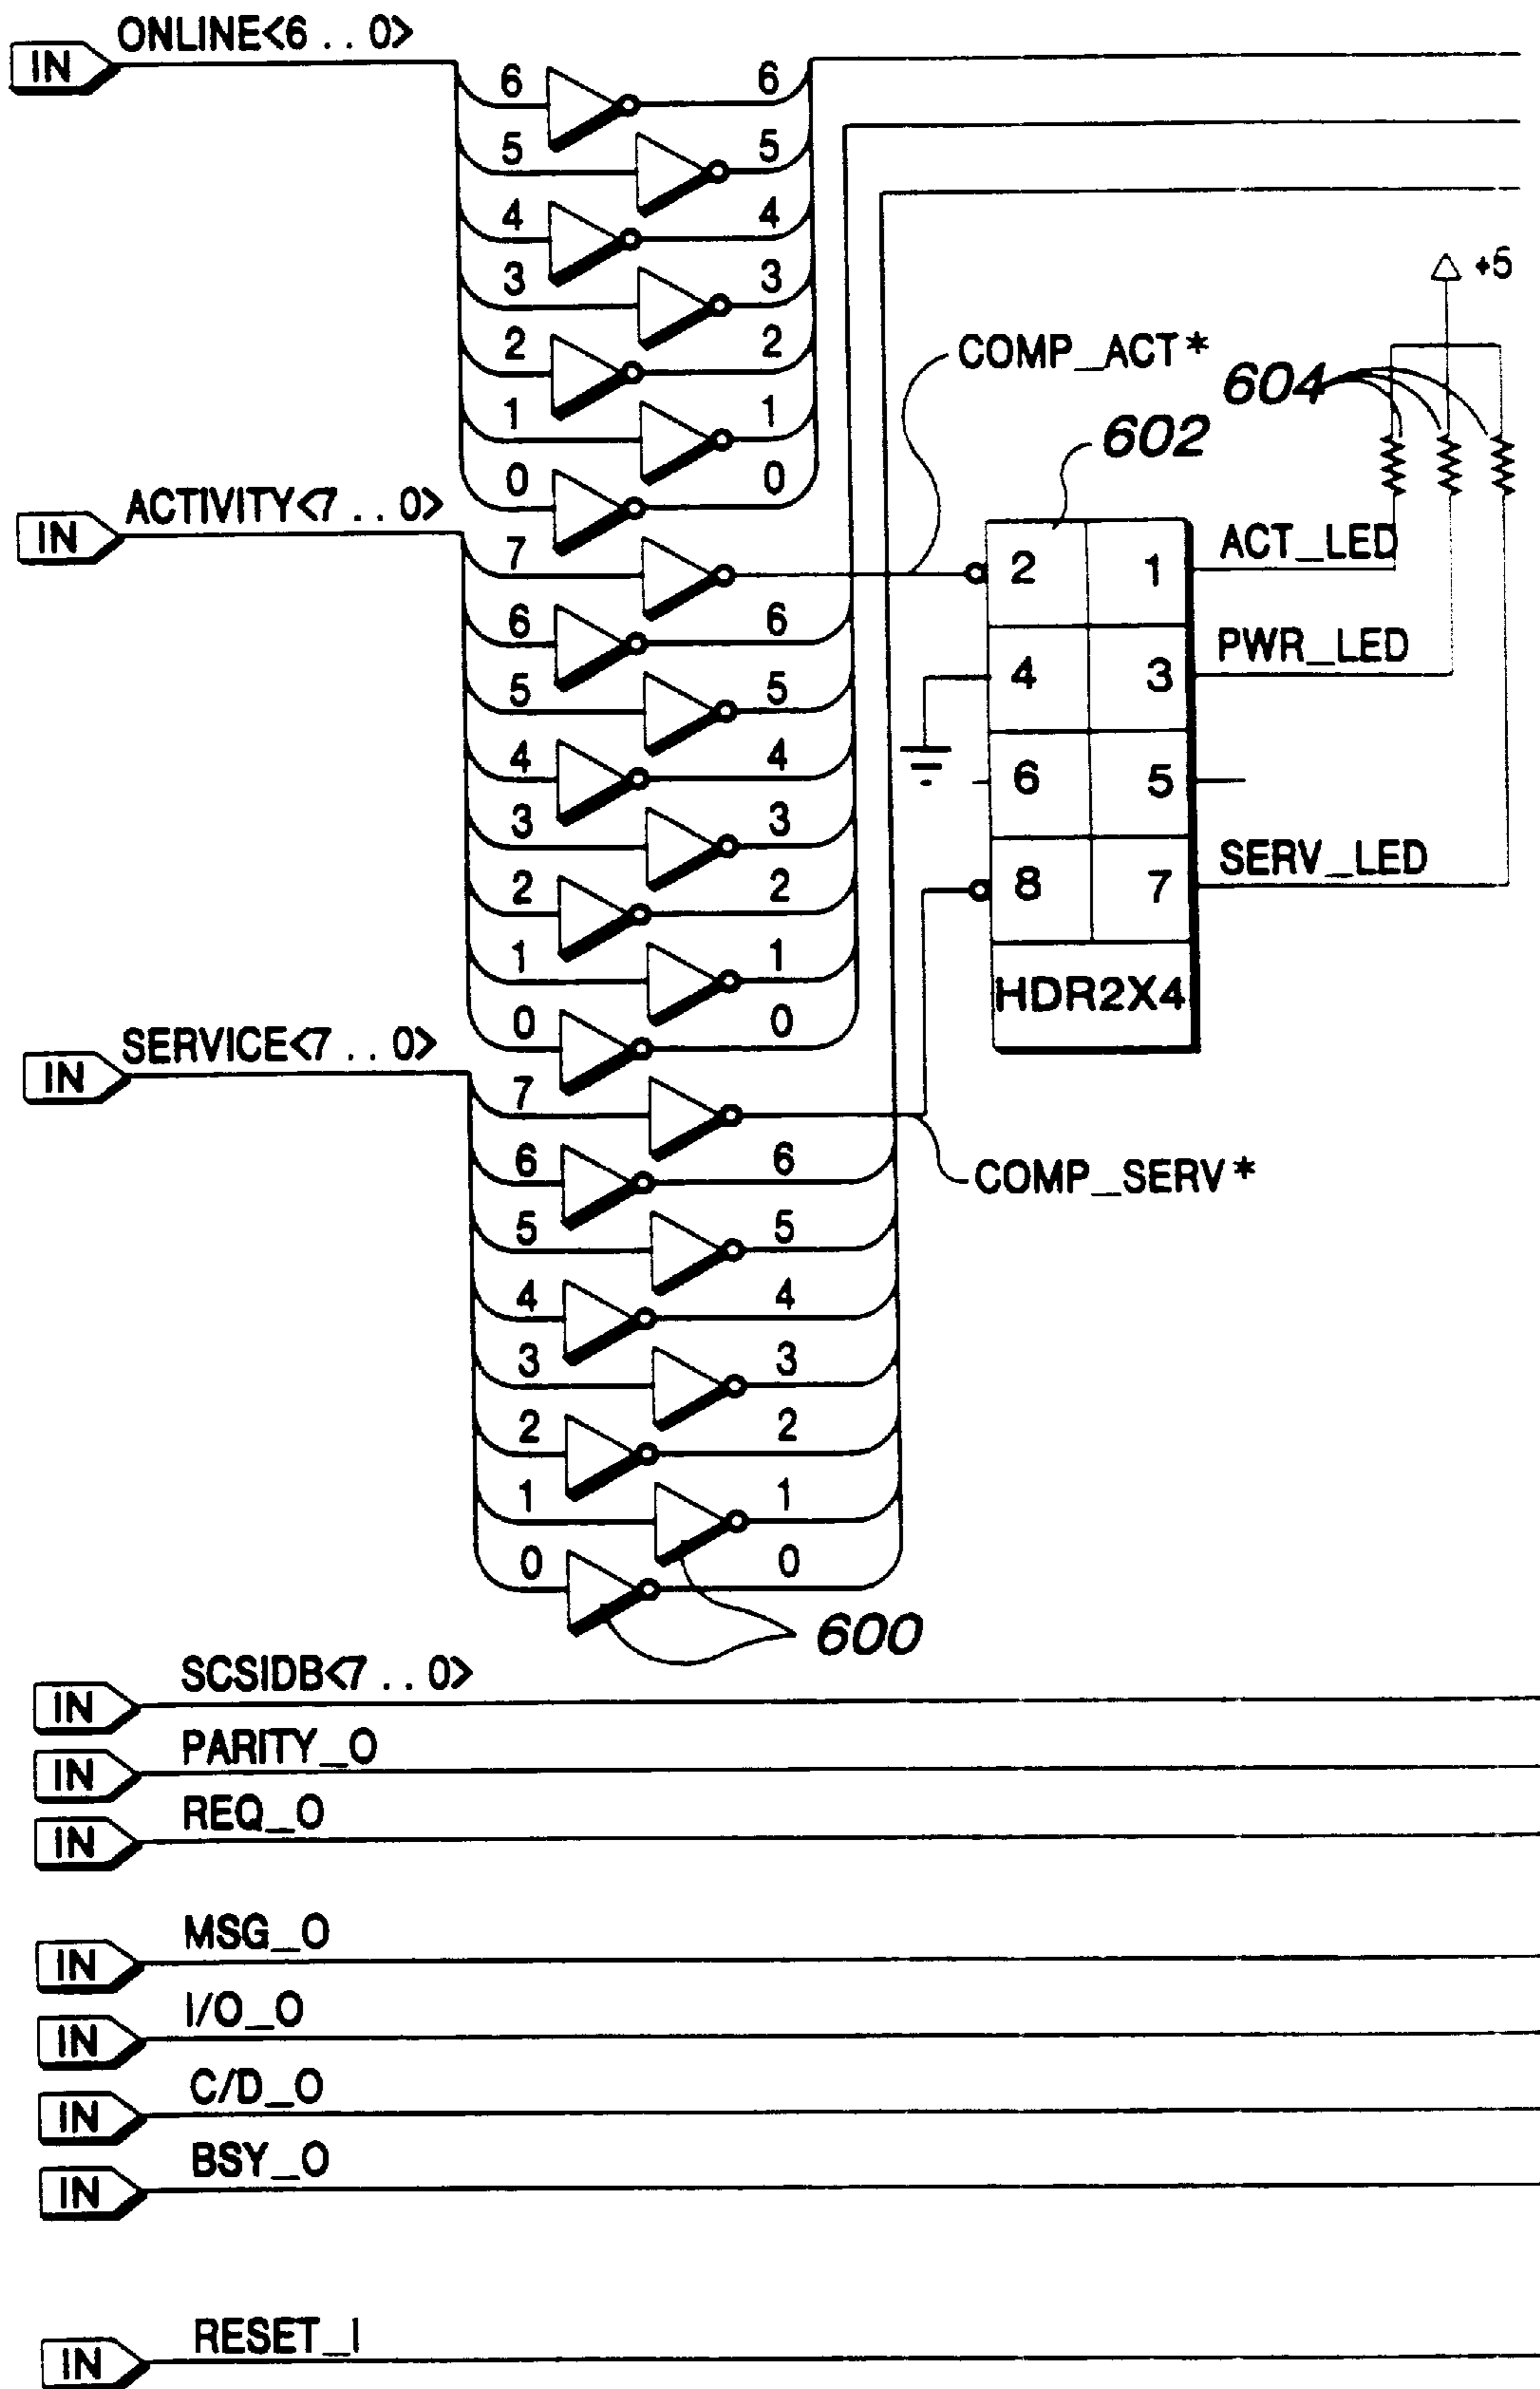 IN ONLINE<6 . . 0>
6 6
5 5
4 4
3 3
2 2
1 1
0 0
+5
COMP_ACT*
604
602
IN ACTIVITY<7 . . 0>
7
6 6
5 5
4 4
3 3
2 2
1 1
0 0
2 1 ACT_LED
4 3 PWR_LED
6 5
8 7 SERV_LED
HDR2X4
IN SERVICE<7 . . 0>
7
6 6
COMP_SERV*
5 5
4 4
3 3
2 2
1 1
0 0
600
IN SCSIDB<7 . . 0>
IN PARITY_O
IN REQ_O
IN MSG_O
IN I/O_O
IN C/D_O
IN BSY_O
IN RESET_I